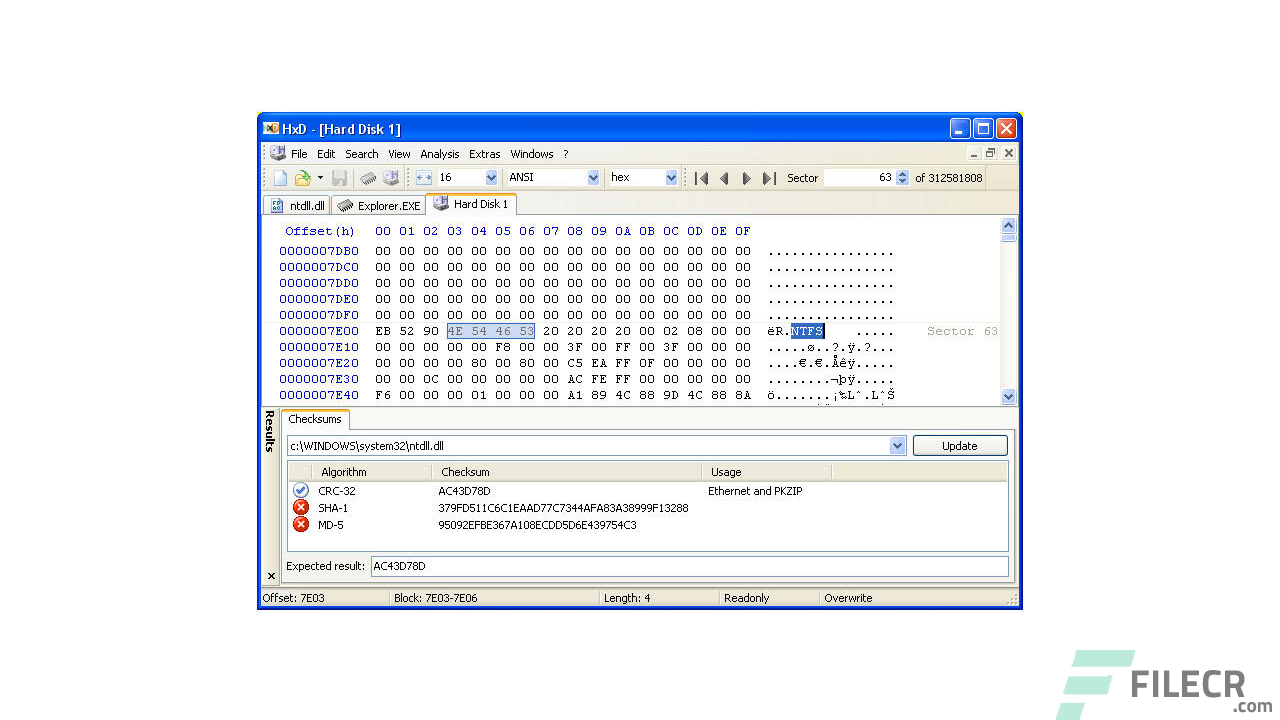 HxD - [Hard Disk 1]
File Edit Search View Analysis Extras Windows ?
16 ANSI hex Sector 63 of 312581808
ntdll.dll Explorer.EXE Hard Disk 1
Offset(h) 00 01 02 03 04 05 06 07 08 09 0A 0B 0C 0D 0E 0F
0000007DB0 00 00 00 00 00 00 00 00 00 00 00 00 00 00 00 00 ................
0000007DC0 00 00 00 00 00 00 00 00 00 00 00 00 00 00 00 00 ................
0000007DD0 00 00 00 00 00 00 00 00 00 00 00 00 00 00 00 00 ................
0000007DE0 00 00 00 00 00 00 00 00 00 00 00 00 00 00 00 00 ................
0000007DF0 00 00 00 00 00 00 00 00 00 00 00 00 00 00 00 00 ................
0000007E00 EB 52 90 4E 54 46 53 20 20 20 20 00 02 08 00 00 ëR.NTFS    ..... Sector 63
0000007E10 00 00 00 00 00 F8 00 00 3F 00 FF 00 3F 00 00 00 .....ø..?.ÿ.?...
0000007E20 00 00 00 00 80 00 80 00 C5 EA FF 0F 00 00 00 00 ....€.€.Åêÿ.....
0000007E30 00 00 0C 00 00 00 00 00 AC FE FF 00 00 00 00 00 ........¬þÿ.....
0000007E40 F6 00 00 00 01 00 00 00 A1 89 4C 88 9D 4C 88 8A ö.......¡‰Lˆ.LˆŠ
Results
Checksums
c:\WINDOWS\system32\ntdll.dll Update
Algorithm Checksum Usage
CRC-32 AC43D78D Ethernet and PKZIP
SHA-1 379FD511C6C1EAAD77C7344AFA83A38999F13288
MD-5 95092EFBE367A108ECDD5D6E439754C3
Expected result: AC43D78D
Offset: 7E03 Block: 7E03-7E06 Length: 4 Readonly Overwrite
FILECR
.com